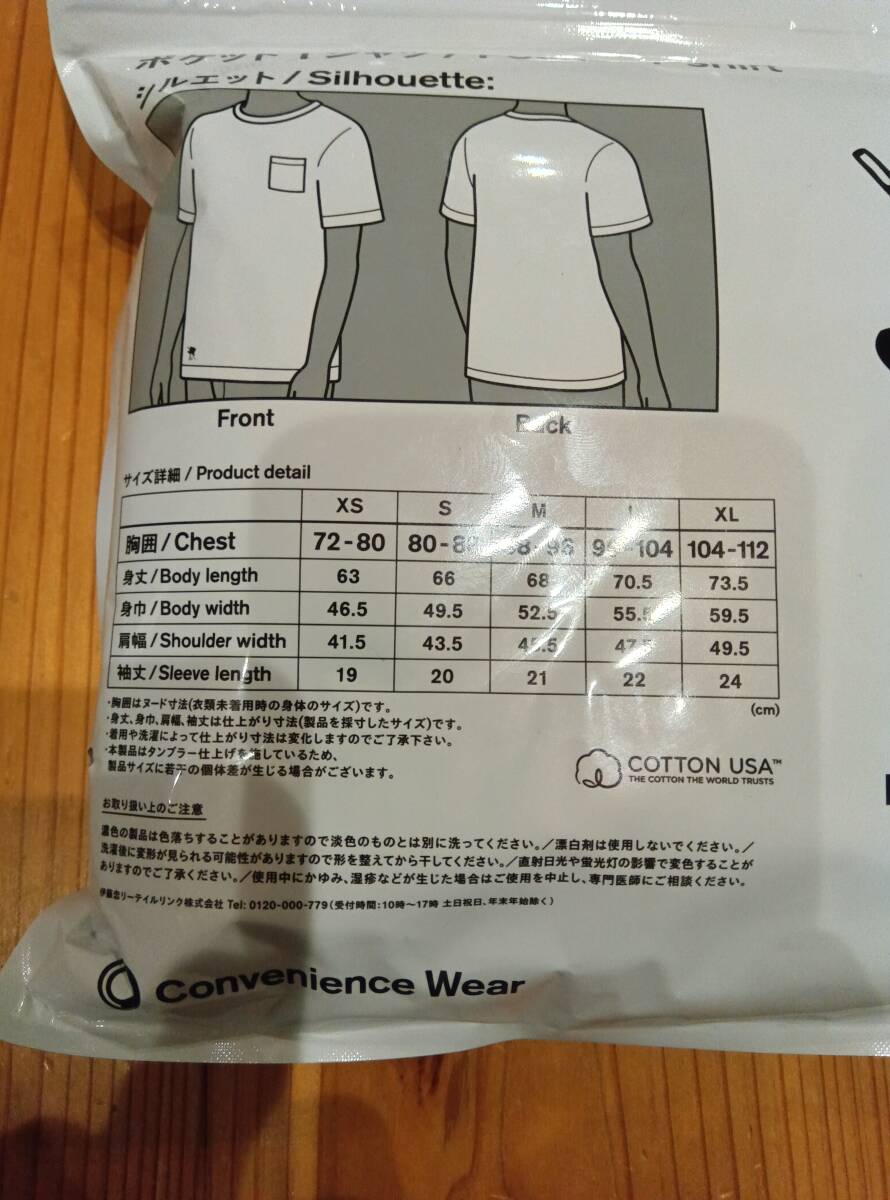 ルエット / Silhouette:
Front
Back
サイズ詳細 / Product detail
XS S M L XL
胸囲/Chest 72-80 80-88 88-96 96-104 104-112
身丈/Body length 63 66 68 70.5 73.5
身巾/Body width 46.5 49.5 52.5 55.5 59.5
肩幅/Shoulder width 41.5 43.5 45.5 47.5 49.5
袖丈/Sleeve length 19 20 21 22 24
(cm)
・胸囲はヌード寸法(衣類未着用時の身体のサイズ)です。
・身丈、身巾、肩幅、袖丈は仕上がり寸法(製品を採寸したサイズ)です。
・着用や洗濯によって仕上がり寸法は変化しますのでご了承下さい。
・本製品はタンブラー仕上げを施しているため、
製品サイズに若干の個体差が生じる場合がございます。
COTTON USA™
THE COTTON THE WORLD TRUSTS
お取り扱い上のご注意
濃色の製品は色落ちすることがありますので淡色のものとは別に洗ってください。/漂白剤は使用しないでください。/
洗濯後に変形が見られる可能性がありますので形を整えてから干してください。/直射日光や蛍光灯の影響で変色することが
ありますのでご了承ください。/使用中にかゆみ、湿疹などが生じた場合はご使用を中止し、専門医師にご相談ください。
伊藤忠リーテイルリンク株式会社 Tel: 0120-000-779(受付時間:10時〜17時 土日祝日、年末年始除く)
Convenience Wear